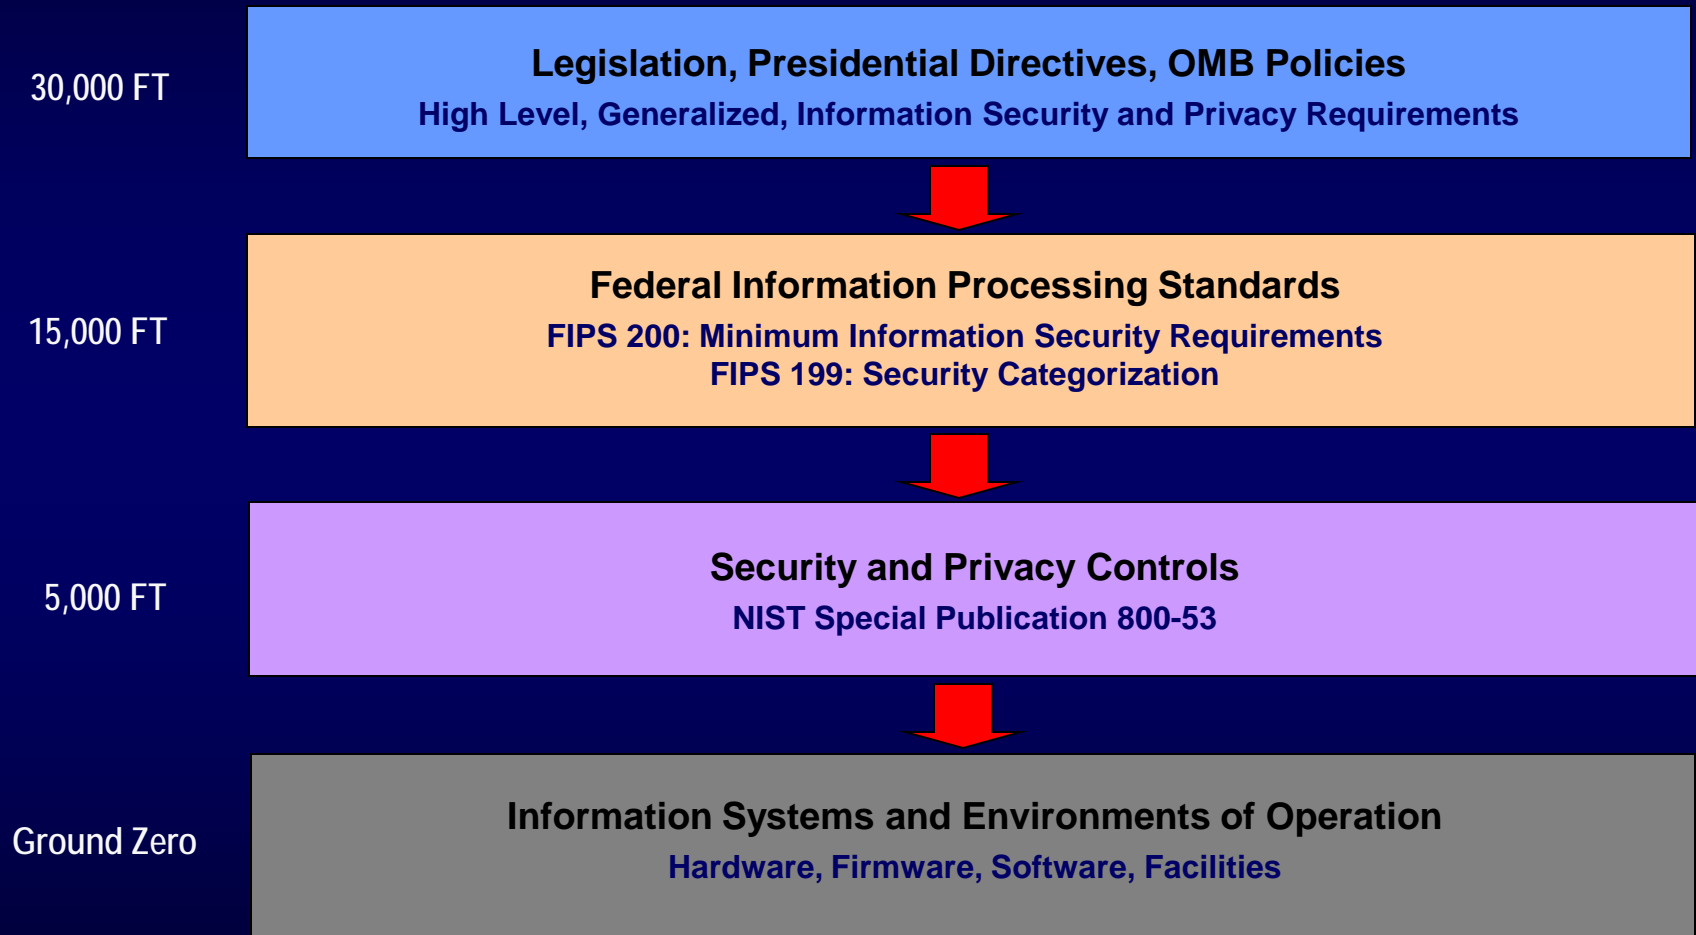 30,000 FT
Legislation, Presidential Directives, OMB Policies
High Level, Generalized, Information Security and Privacy Requirements
15,000 FT
Federal Information Processing Standards
FIPS 200: Minimum Information Security Requirements
FIPS 199: Security Categorization
5,000 FT
Security and Privacy Controls
NIST Special Publication 800-53
Ground Zero
Information Systems and Environments of Operation
Hardware, Firmware, Software, Facilities